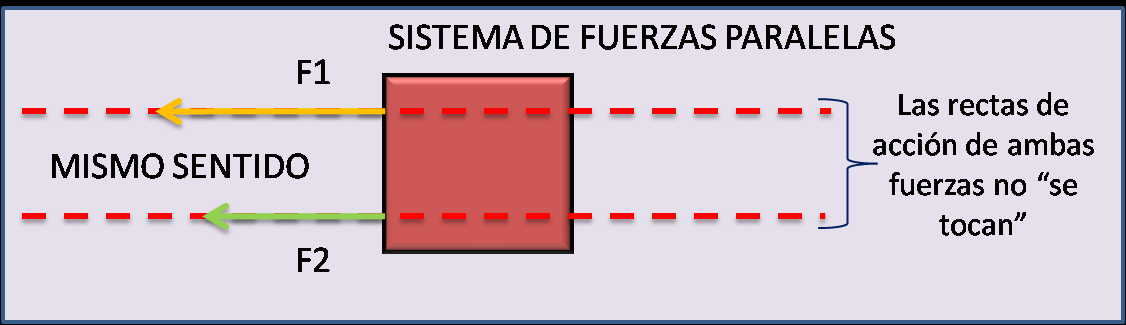 SISTEMA DE FUERZAS PARALELAS
F1
Las rectas de
acción de ambas
fuerzas no “se
tocan”
MISMO SENTIDO
F2